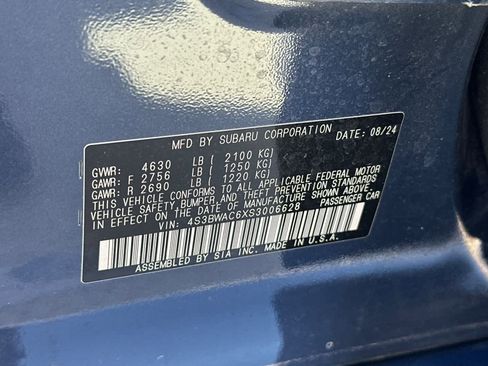 MFD BY SUBARU CORPORATION DATE: 08/24
GVWR: 4630 LB ( 2100 KG)
GAWR: F 2756 LB ( 1250 KG)
GAWR: R 2690 LB ( 1220 KG)
THIS VEHICLE CONFORMS TO ALL APPLICABLE FEDERAL MOTOR
VEHICLE SAFETY, BUMPER, AND THEFT PREVENTION STANDARDS
IN EFFECT ON THE DATE OF MANUFACTURE SHOWN ABOVE.
VIN: 4S3BWAC6XS3006628 PASSENGER CAR
ASSEMBLED BY SIA INC. MADE IN U.S.A.